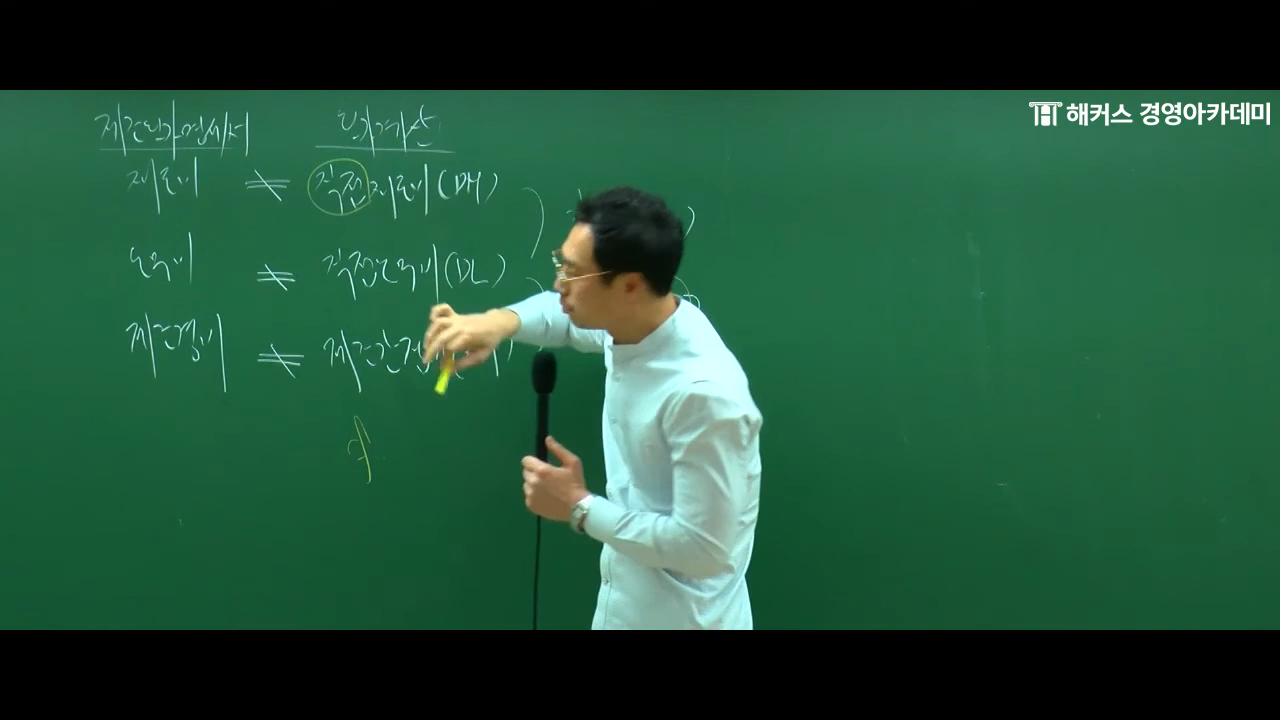 해커스 경영아카데미
제조원가명세서 원가계산
재료비 ≠ 직접재료비(DM)
노무비 ≠ 직접노무비(DL)
제조경비 ≠ 제조간접